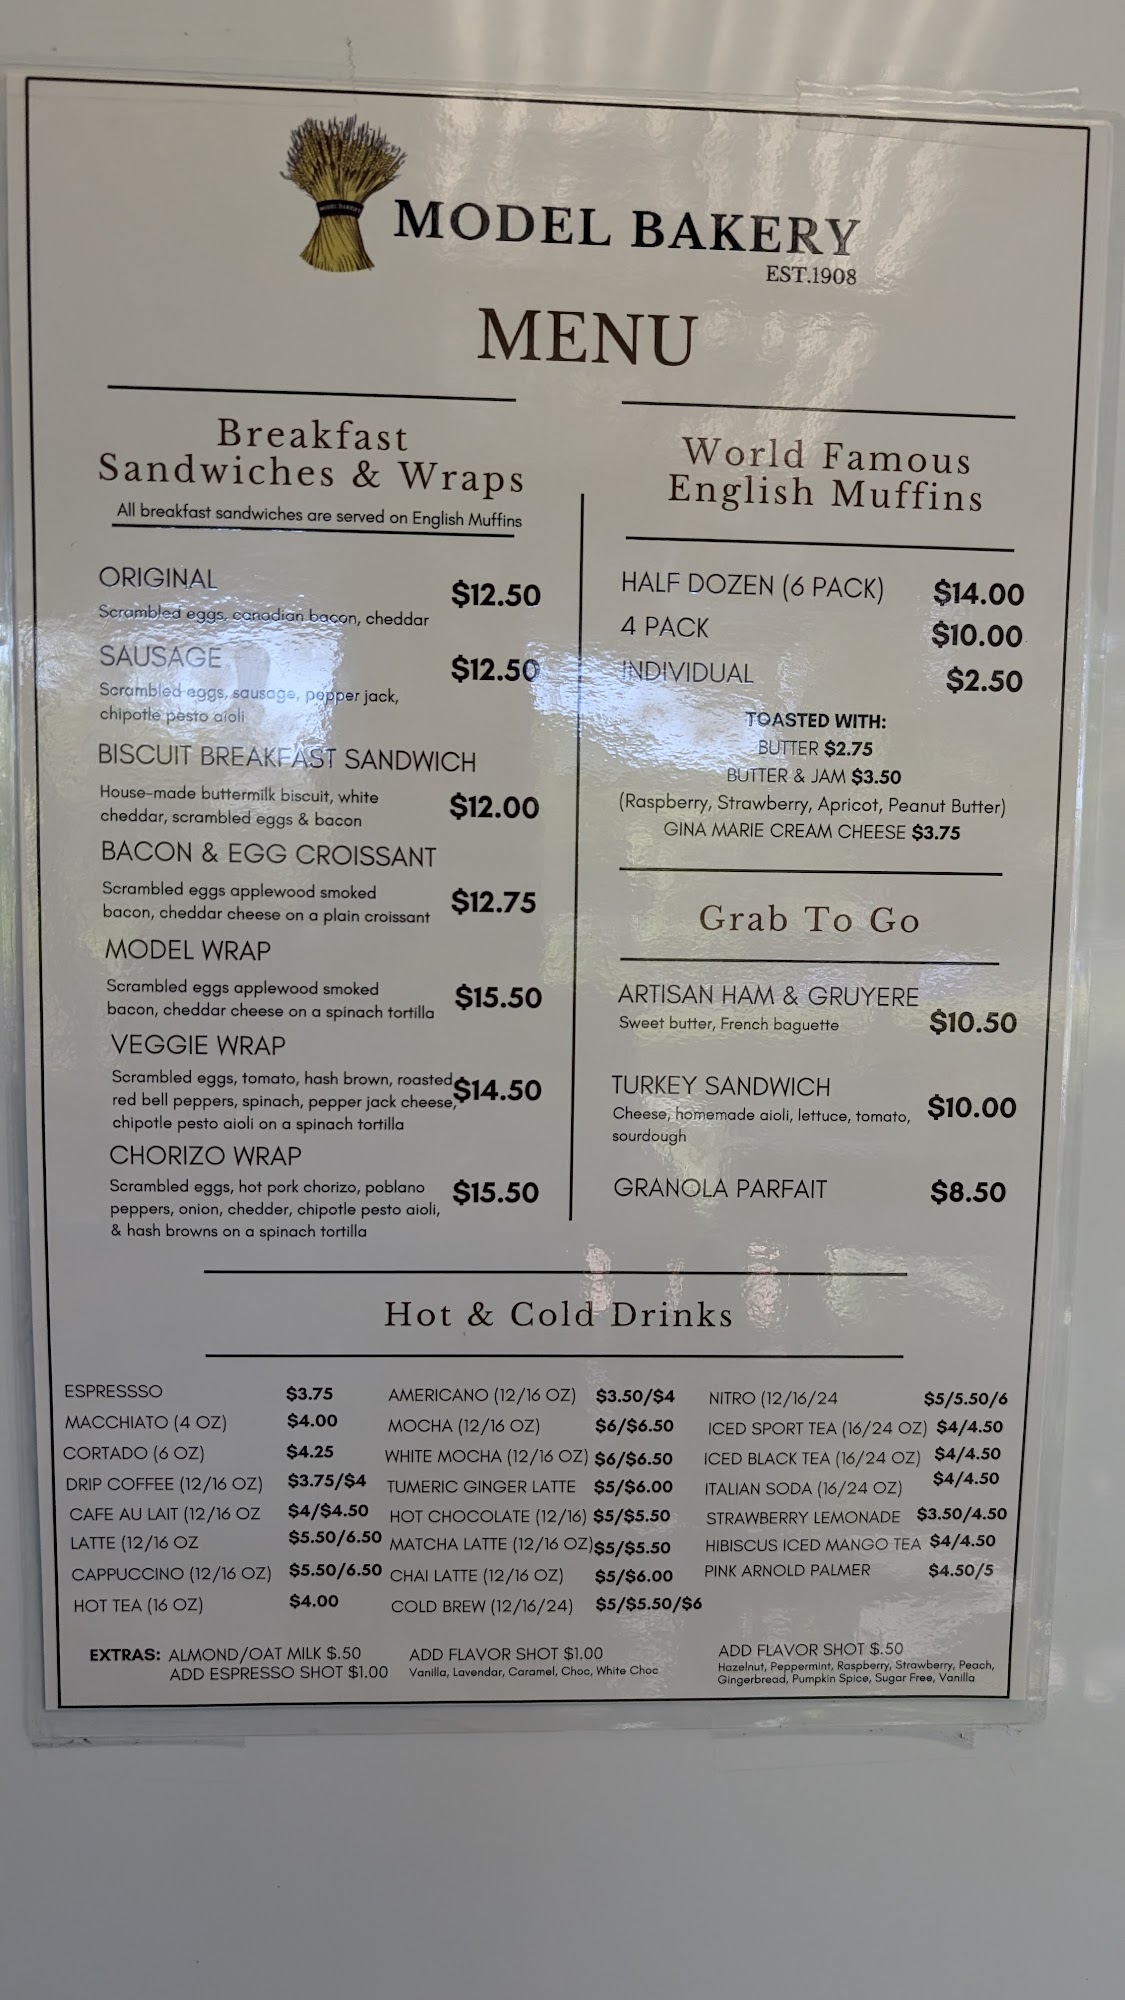 MODEL BAKERY
EST.1908
MENU
Breakfast
Sandwiches & Wraps
All breakfast sandwiches are served on English Muffins
ORIGINAL
$12.50
Scrambled eggs, canadian bacon, cheddar
SAUSAGE
$12.50
Scrambled eggs, sausage, pepper jack,
chipotle pesto aioli
BISCUIT BREAKFAST SANDWICH
House-made buttermilk biscuit, white
cheddar, scrambled eggs & bacon
$12.00
BACON & EGG CROISSANT
Scrambled eggs applewood smoked
bacon, cheddar cheese on a plain croissant
$12.75
MODEL WRAP
Scrambled eggs applewood smoked
bacon, cheddar cheese on a spinach tortilla
$15.50
VEGGIE WRAP
Scrambled eggs, tomato, hash brown, roasted
red bell peppers, spinach, pepper jack cheese,
chipotle pesto aioli on a spinach tortilla
$14.50
CHORIZO WRAP
Scrambled eggs, hot pork chorizo, poblano
peppers, onion, chedder, chipotle pesto aioli,
& hash browns on a spinach tortilla
$15.50
World Famous
English Muffins
HALF DOZEN (6 PACK) $14.00
4 PACK $10.00
INDIVIDUAL $2.50
TOASTED WITH:
BUTTER $2.75
BUTTER & JAM $3.50
(Raspberry, Strawberry, Apricot, Peanut Butter)
GINA MARIE CREAM CHEESE $3.75
Grab To Go
ARTISAN HAM & GRUYERE
Sweet butter, French baguette
$10.50
TURKEY SANDWICH
Cheese, homemade aioli, lettuce, tomato,
sourdough
$10.00
GRANOLA PARFAIT $8.50
Hot & Cold Drinks
ESPRESSSO $3.75
MACCHIATO (4 OZ) $4.00
CORTADO (6 OZ) $4.25
DRIP COFFEE (12/16 OZ) $3.75/$4
CAFE AU LAIT (12/16 OZ $4/$4.50
LATTE (12/16 OZ $5.50/6.50
CAPPUCCINO (12/16 OZ) $5.50/6.50
HOT TEA (16 OZ) $4.00
AMERICANO (12/16 OZ) $3.50/$4
MOCHA (12/16 OZ) $6/$6.50
WHITE MOCHA (12/16 OZ) $6/$6.50
TUMERIC GINGER LATTE $5/$6.00
HOT CHOCOLATE (12/16) $5/$5.50
MATCHA LATTE (12/16 OZ) $5/$5.50
CHAI LATTE (12/16 OZ) $5/$6.00
COLD BREW (12/16/24) $5/$5.50/$6
NITRO (12/16/24 $5/5.50/6
ICED SPORT TEA (16/24 OZ) $4/4.50
ICED BLACK TEA (16/24 OZ) $4/4.50
ITALIAN SODA (16/24 OZ) $4/4.50
STRAWBERRY LEMONADE $3.50/4.50
HIBISCUS ICED MANGO TEA $4/4.50
PINK ARNOLD PALMER $4.50/5
EXTRAS: ALMOND/OAT MILK $.50
ADD ESPRESSO SHOT $1.00
ADD FLAVOR SHOT $1.00
Vanilla, Lavendar, Caramel, Choc, White Choc
ADD FLAVOR SHOT $.50
Hazelnut, Peppermint, Raspberry, Strawberry, Peach,
Gingerbread, Pumpkin Spice, Sugar Free, Vanilla